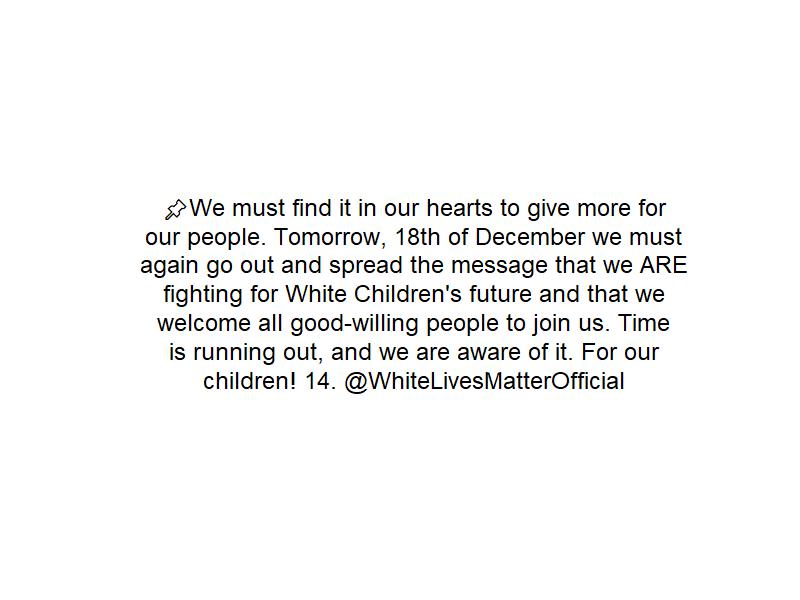 📌We must find it in our hearts to give more for
our people. Tomorrow, 18th of December we must
again go out and spread the message that we ARE
fighting for White Children's future and that we
welcome all good-willing people to join us. Time
is running out, and we are aware of it. For our
children! 14. @WhiteLivesMatterOfficial